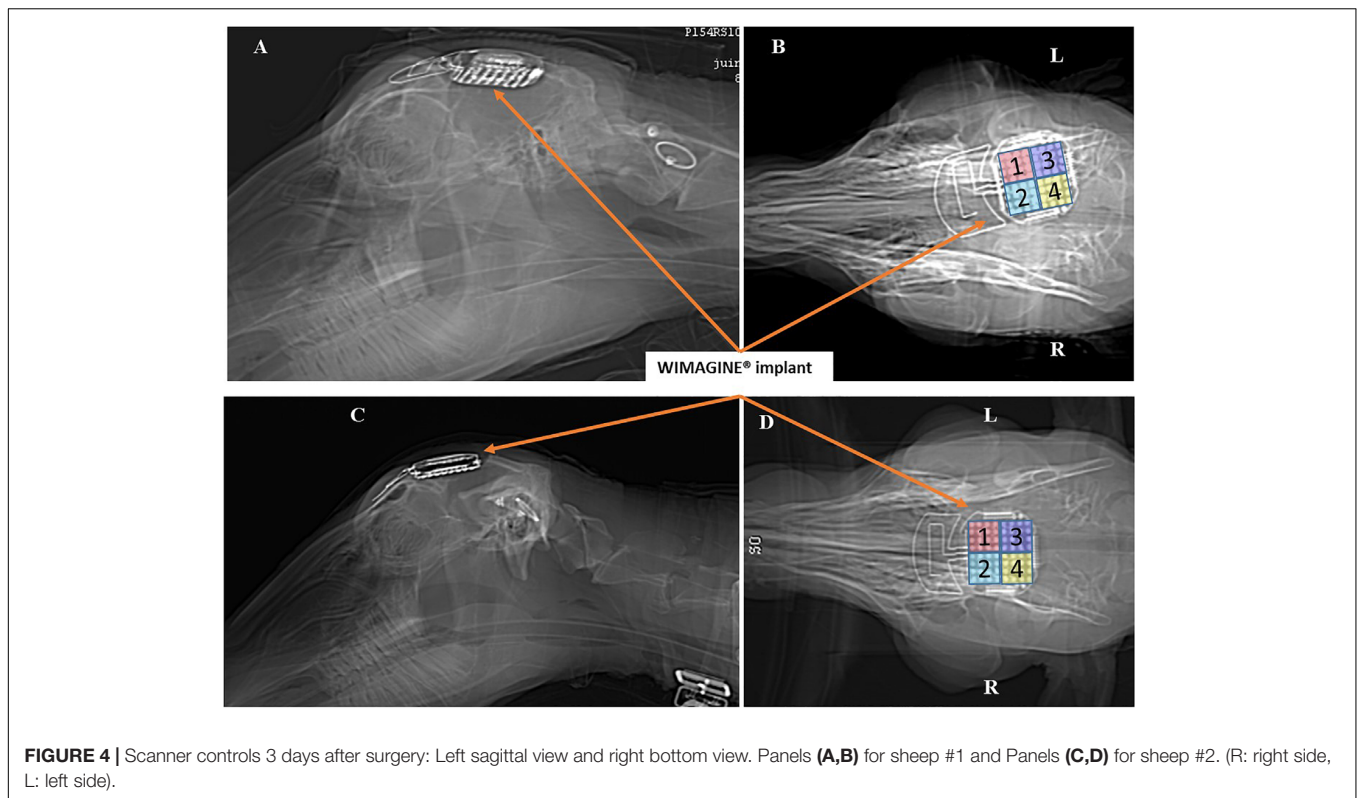 A
P154RS10
juin
8
B
L
1 3
2 4
R
WIMAGINE® implant
C
D
L
SO
1 3
2 4
R
FIGURE 4 | Scanner controls 3 days after surgery: Left sagittal view and right bottom view. Panels (A,B) for sheep #1 and Panels (C,D) for sheep #2. (R: right side,
L: left side).